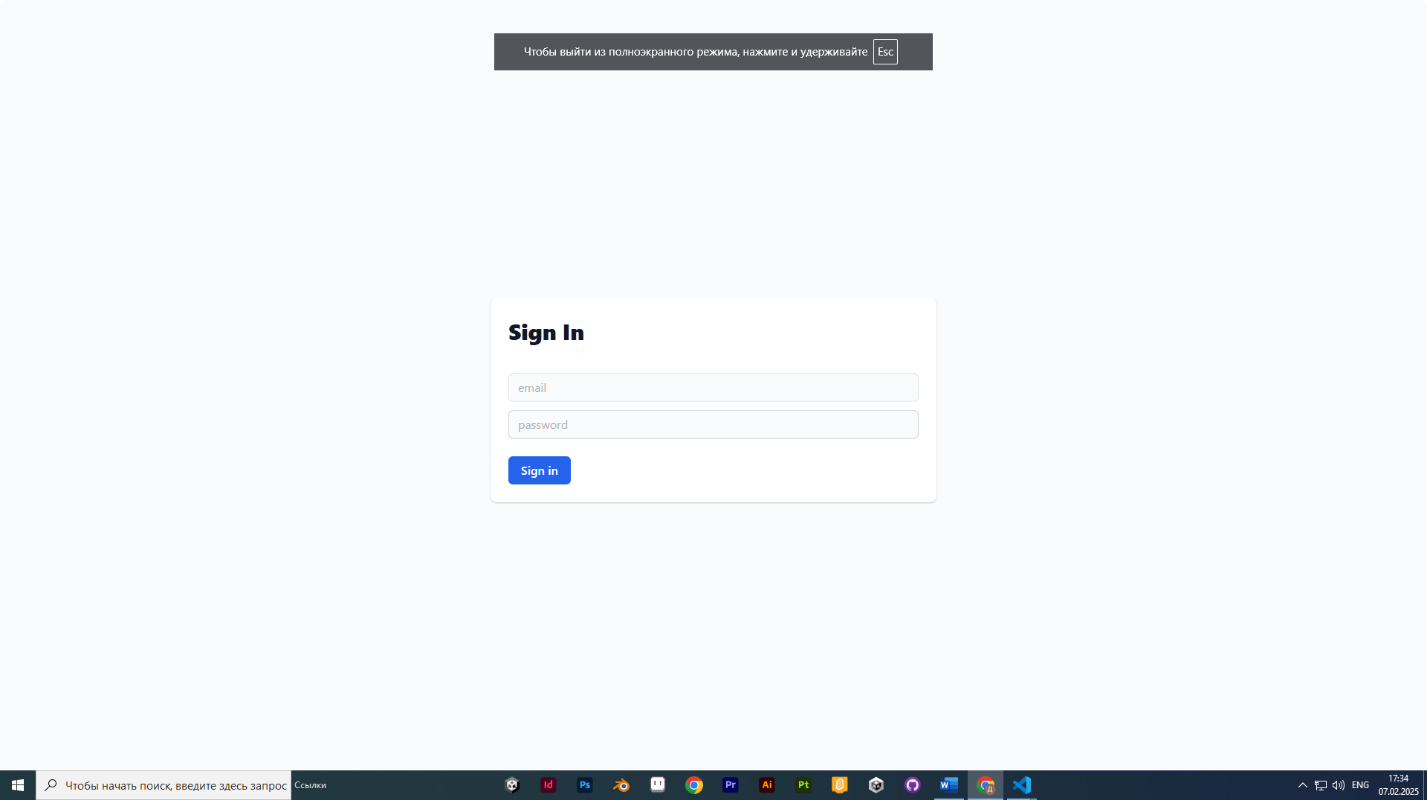 Чтобы выйти из полноэкранного режима, нажмите и удерживайте Esc
Sign In
email
password
Sign in
Чтобы начать поиск, введите здесь запрос
Ссылки
Id
Ps
Pr
Ai
Pt
W
Д
ENG
17:34
07.02.2025